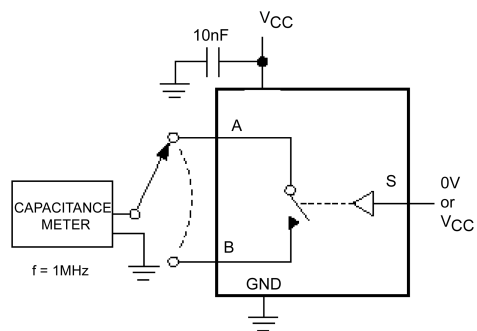 VCC
10nF
A
S
0V
or
VCC
CAPACITANCE
METER
B
f = 1MHz
GND